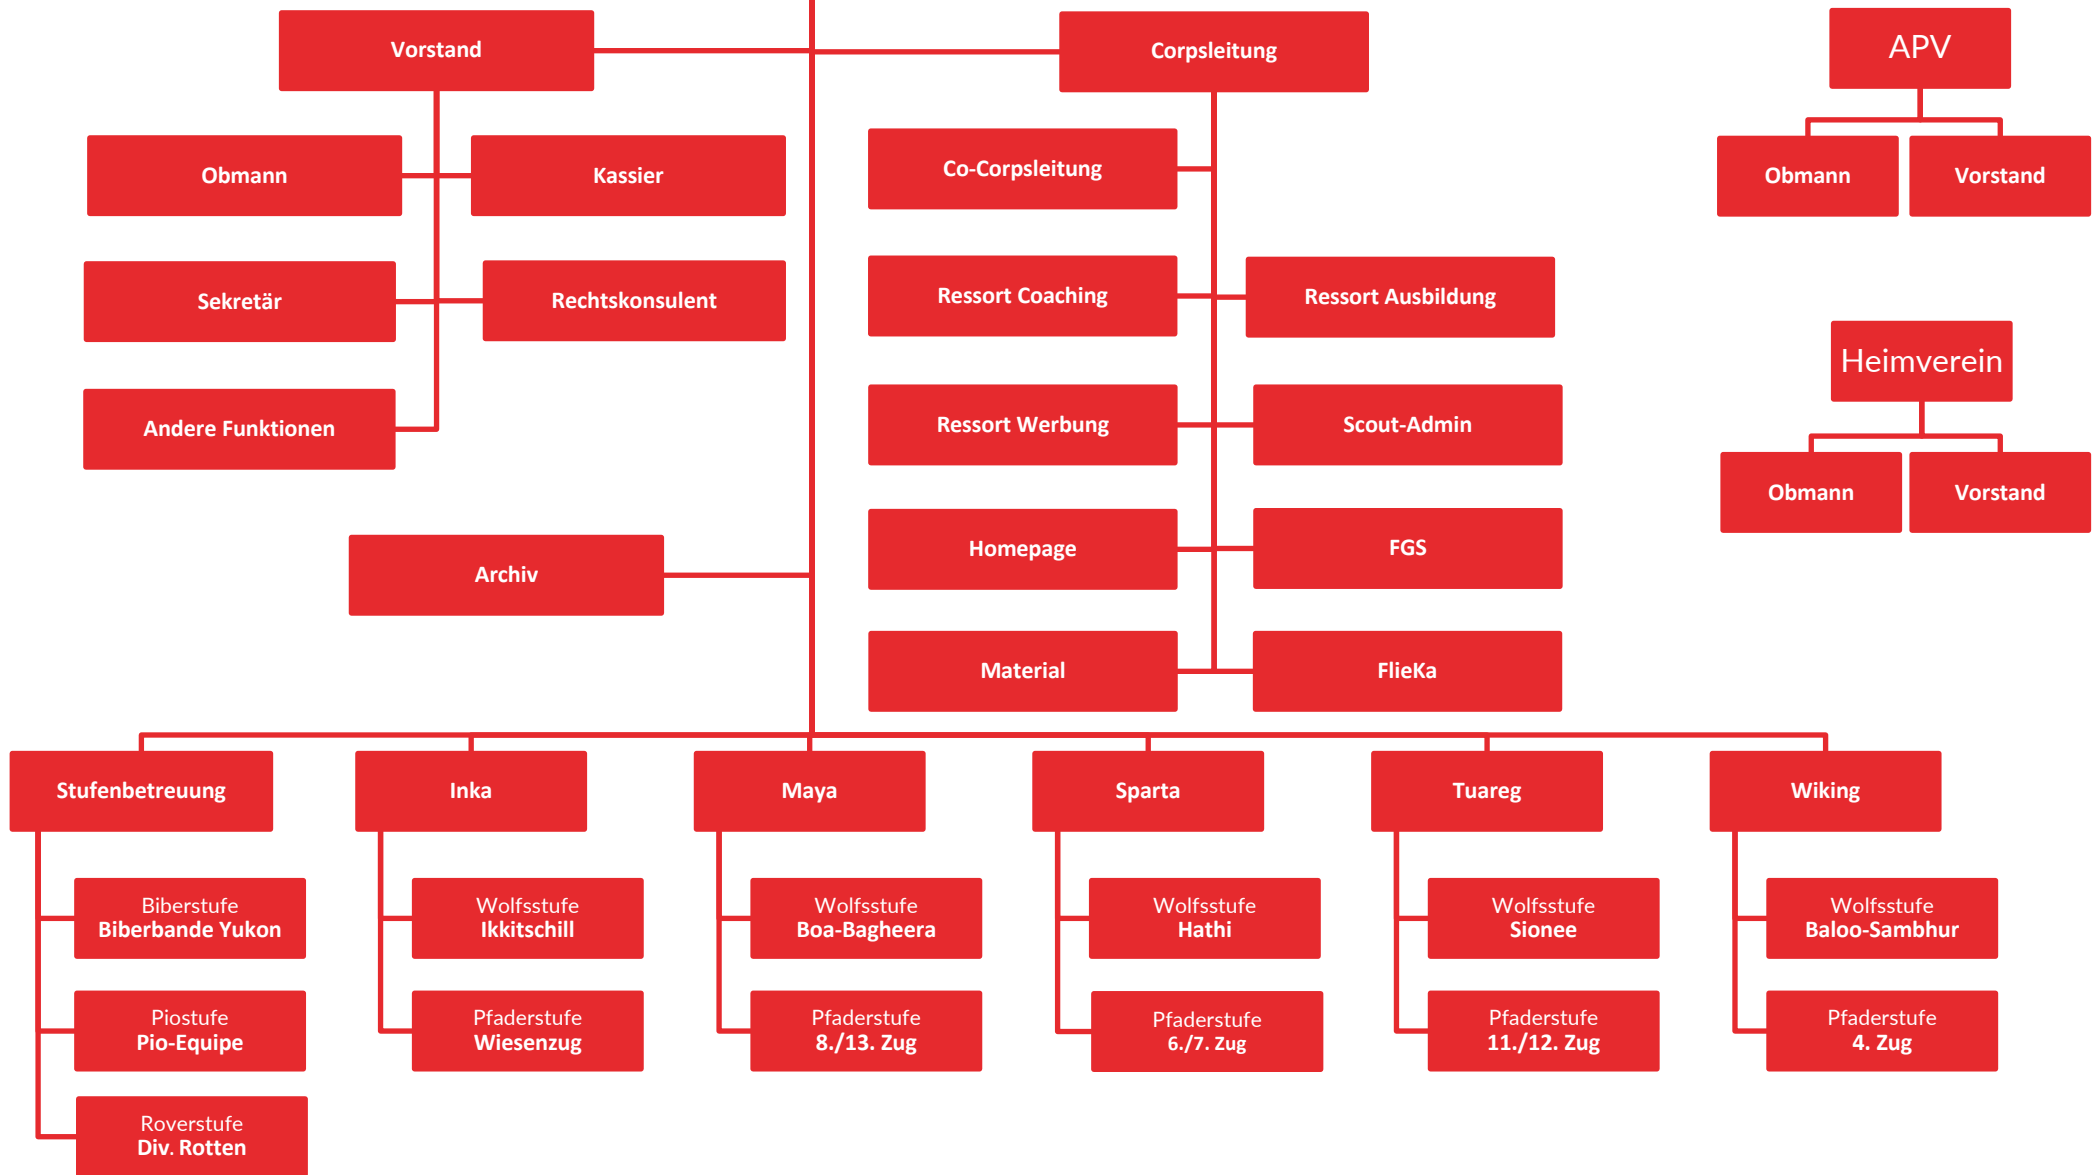 Vorstand
Corpsleitung
APV
Obmann
Kassier
Co-Corpsleitung
Obmann
Vorstand
Sekretär
Rechtskonsulent
Ressort Coaching
Ressort Ausbildung
Heimverein
Andere Funktionen
Ressort Werbung
Scout-Admin
Obmann
Vorstand
Archiv
Homepage
FGS
Material
FlieKa
Stufenbetreuung
Inka
Maya
Sparta
Tuareg
Wiking
Biberstufe
Biberbande Yukon
Wolfsstufe
Ikkitschill
Wolfsstufe
Boa-Bagheera
Wolfsstufe
Hathi
Wolfsstufe
Sionee
Wolfsstufe
Baloo-Sambhur
Piostufe
Pio-Equipe
Pfaderstufe
Wiesenzug
Pfaderstufe
8./13. Zug
Pfaderstufe
6./7. Zug
Pfaderstufe
11./12. Zug
Pfaderstufe
4. Zug
Roverstufe
Div. Rotten